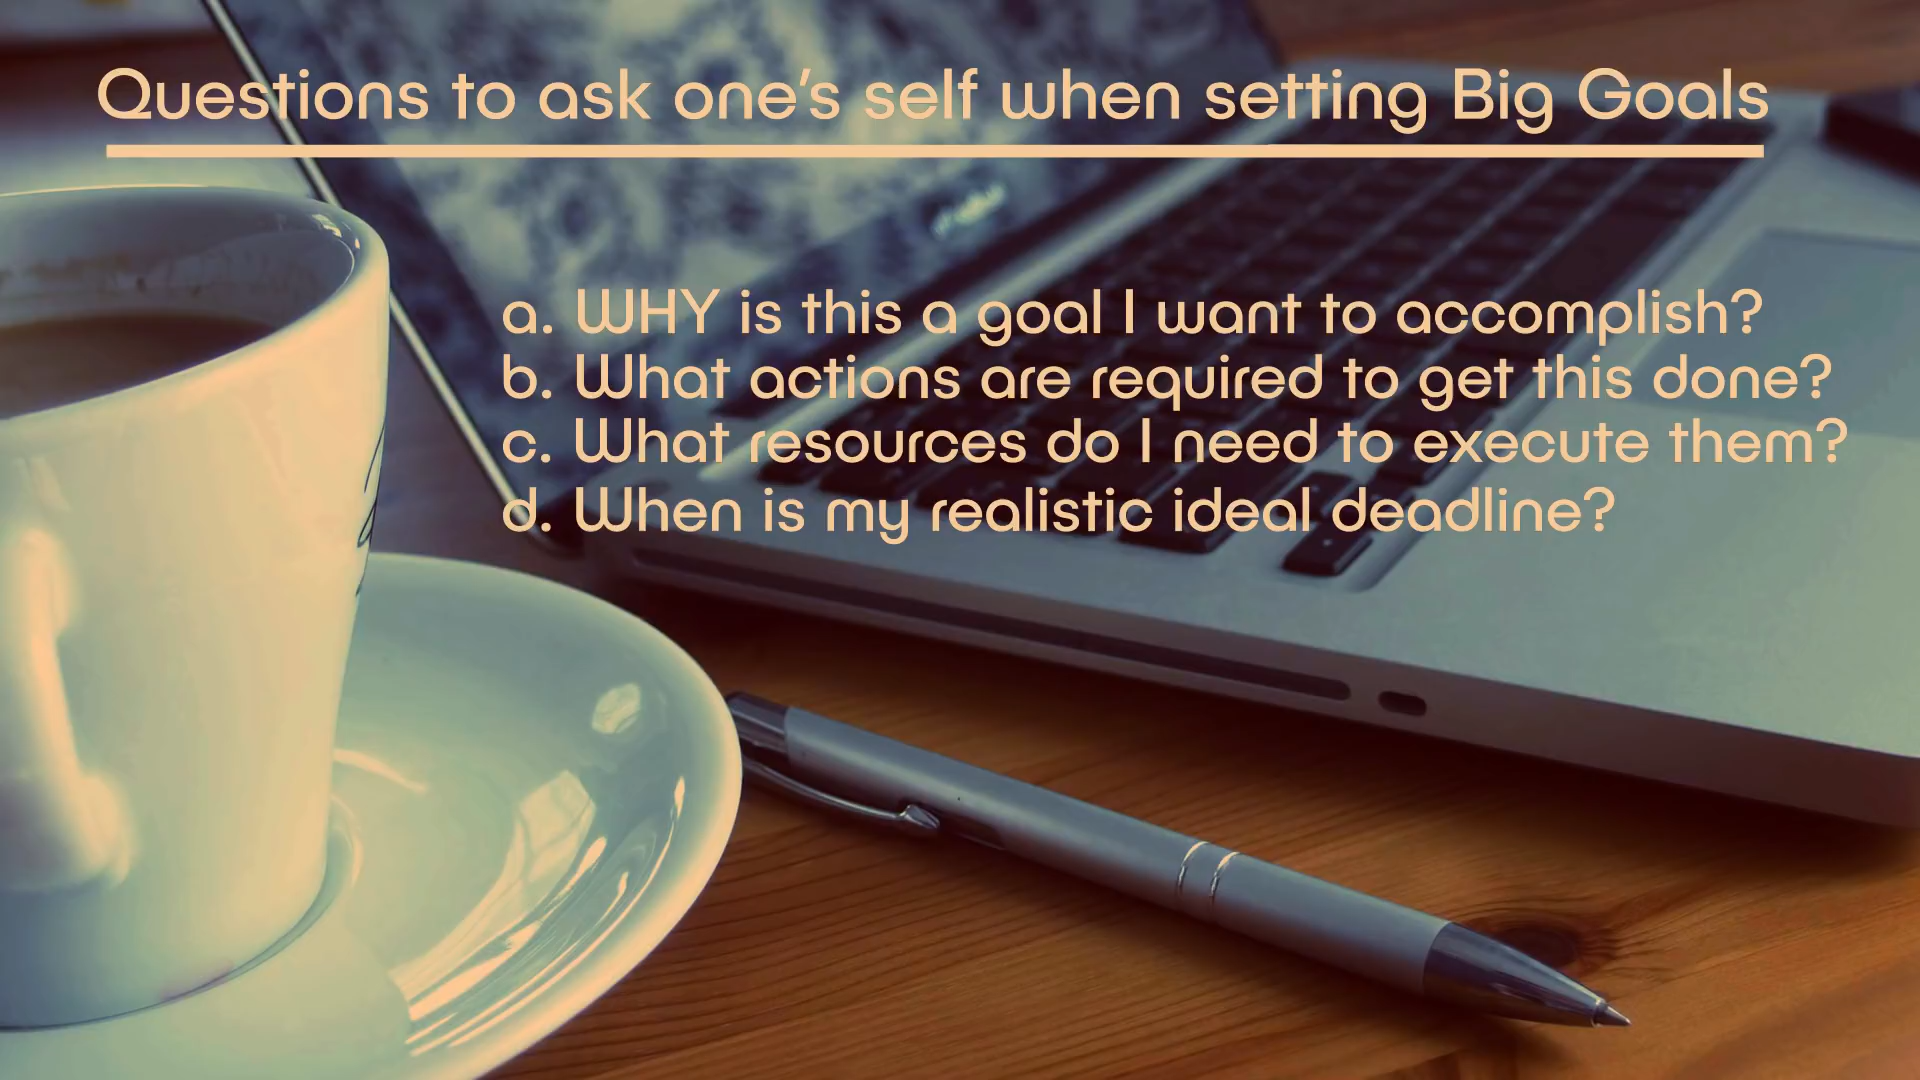 Questions to ask one's self when setting Big Goals
a. WHY is this a goal I want to accomplish?
b. What actions are required to get this done?
c. What resources do I need to execute them?
d. When is my realistic ideal deadline?